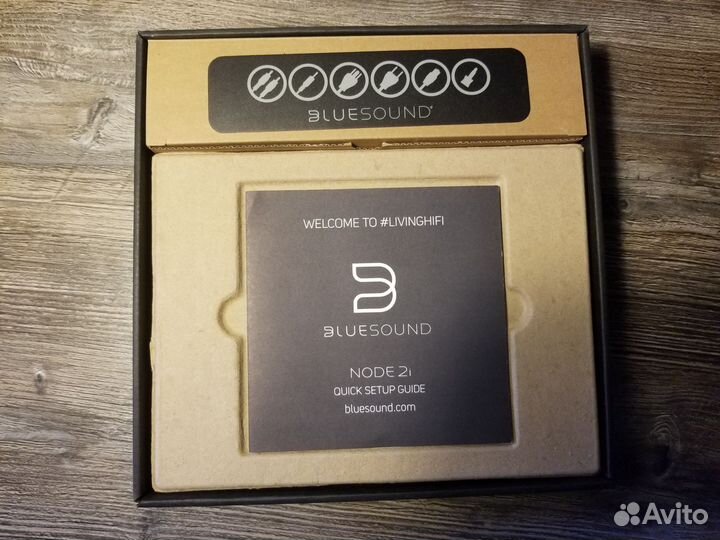 BLUESOUND®
WELCOME TO #LIVINGHIFI
BLUESOUND
NODE 2i
QUICK SETUP GUIDE
bluesound.com
Avito